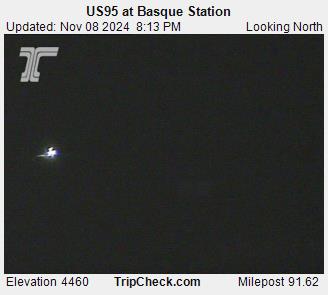 US95 at Basque Station
Updated: Nov 08 2024 8:13 PM Looking North
Elevation 4460 TripCheck.com Milepost 91.62